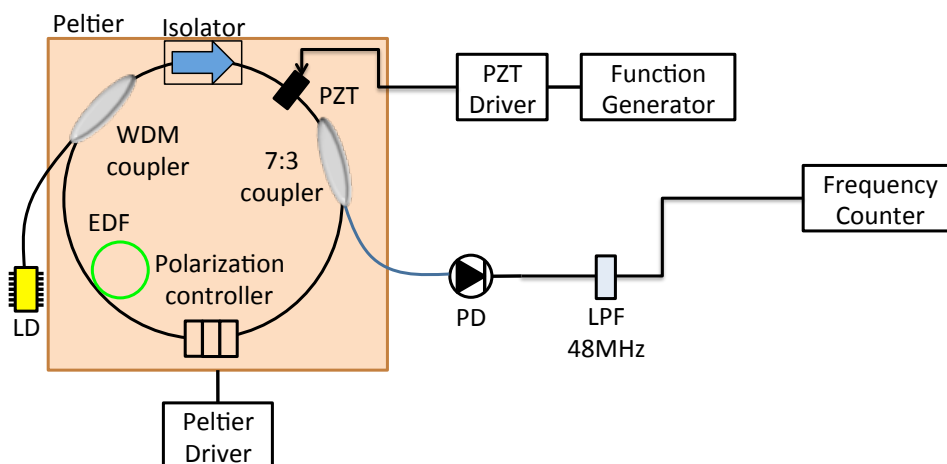 Peltier
Isolator
PZT
PZT
Driver
Function
Generator
WDM
coupler
7:3
coupler
Frequency
Counter
EDF
Polarization
controller
LD
PD
LPF
48MHz
Peltier
Driver